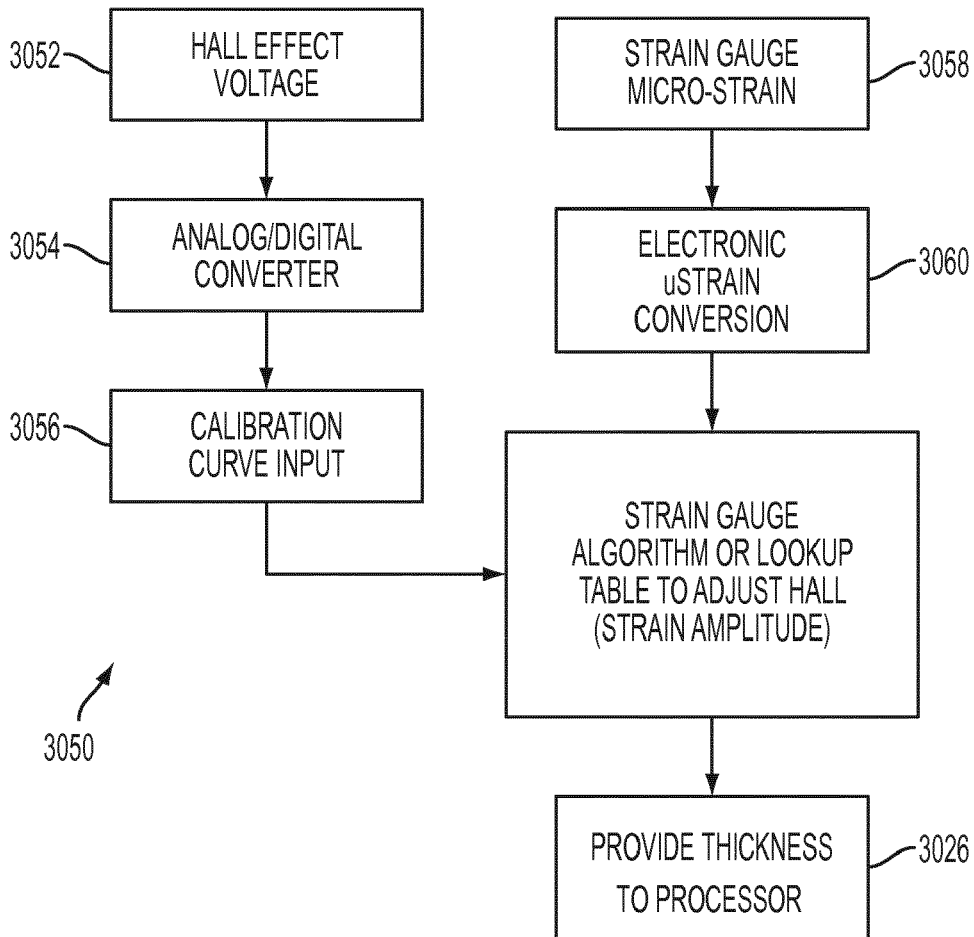 3052
HALL EFFECT
VOLTAGE
3054
ANALOG/DIGITAL
CONVERTER
3056
CALIBRATION
CURVE INPUT
3058
STRAIN GAUGE
MICRO-STRAIN
3060
ELECTRONIC
uSTRAIN
CONVERSION
STRAIN GAUGE
ALGORITHM OR LOOKUP
TABLE TO ADJUST HALL
(STRAIN AMPLITUDE)
3050
PROVIDE THICKNESS
TO PROCESSOR
3026